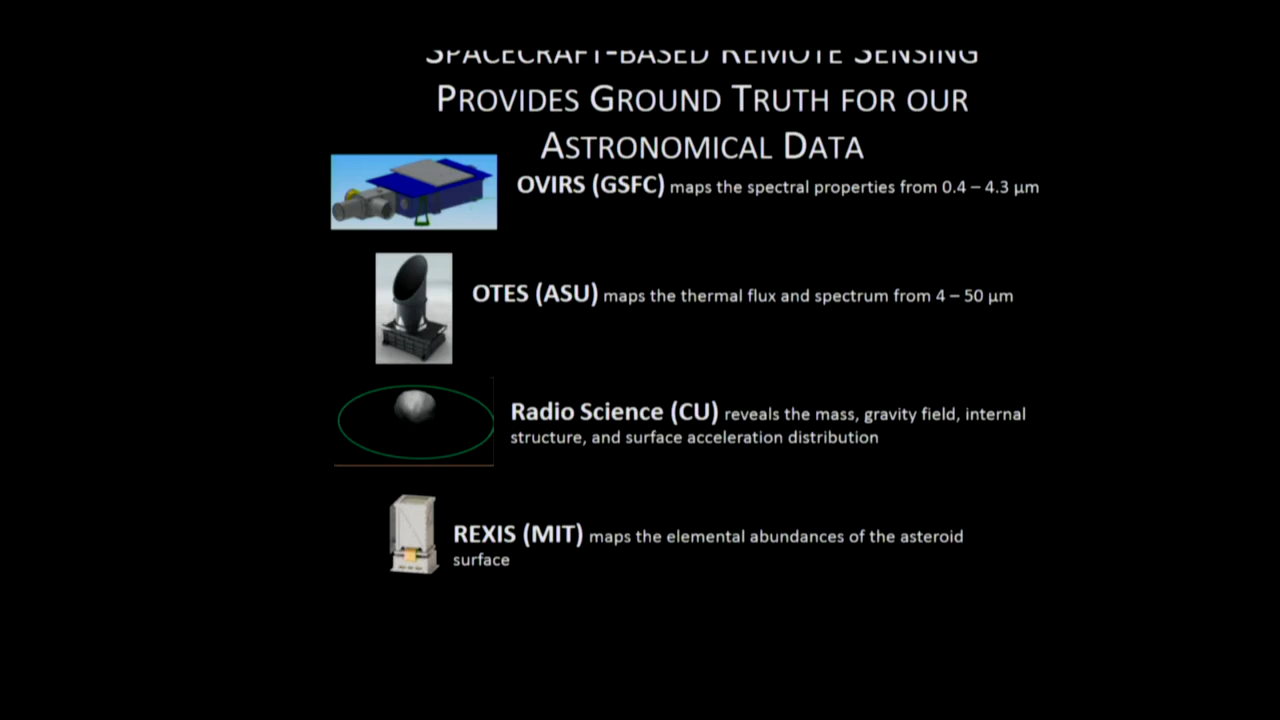 SPACECRAFT-BASED REMOTE SENSING
PROVIDES GROUND TRUTH FOR OUR
ASTRONOMICAL DATA
OVIRS (GSFC) maps the spectral properties from 0.4 – 4.3 µm
OTES (ASU) maps the thermal flux and spectrum from 4 – 50 µm
Radio Science (CU) reveals the mass, gravity field, internal
structure, and surface acceleration distribution
REXIS (MIT) maps the elemental abundances of the asteroid
surface